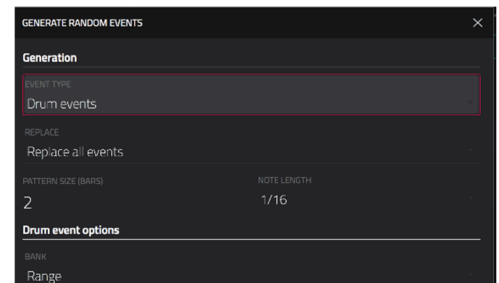 GENERATE RANDOM EVENTS
Generation
EVENT TYPE
Drum events
REPLACE
Replace all events
PATTERN SIZE (BARS) NOTE LENGTH
2 1/16
Drum event options
BANK
Range